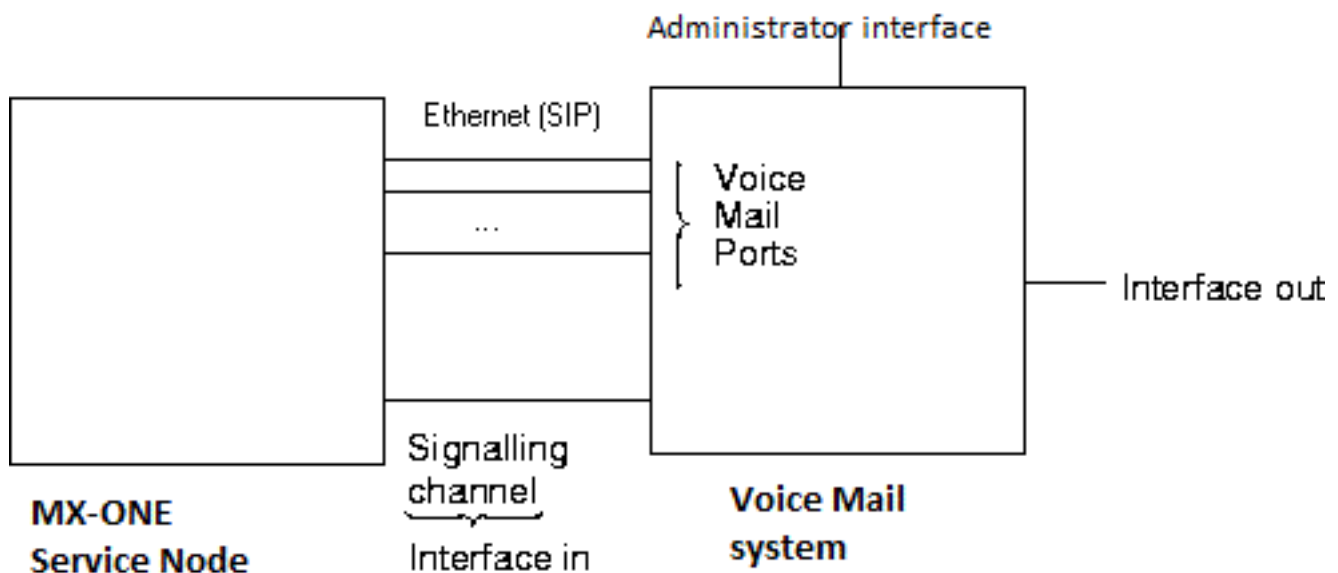 Administrator interface
Ethernet (SIP)
Voice
Mail
Ports
...
Interface out
Signalling
channel
Interface in
MX-ONE
Service Node
Voice Mail
system